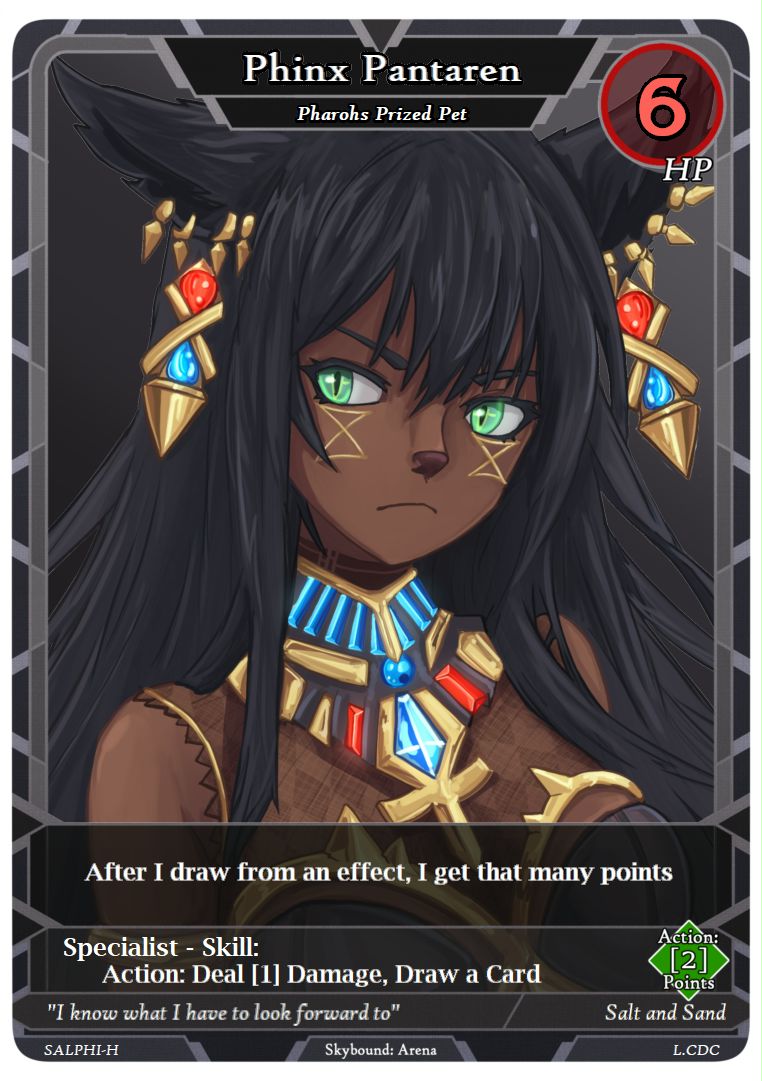 Phinx Pantaren
Pharohs Prized Pet
6
HP
After I draw from an effect, I get that many points
Specialist - Skill:
Action: Deal [1] Damage, Draw a Card
Action:
[2]
Points
"I know what I have to look forward to"
Salt and Sand
SALPHI-H
Skybound: Arena
L.CDC